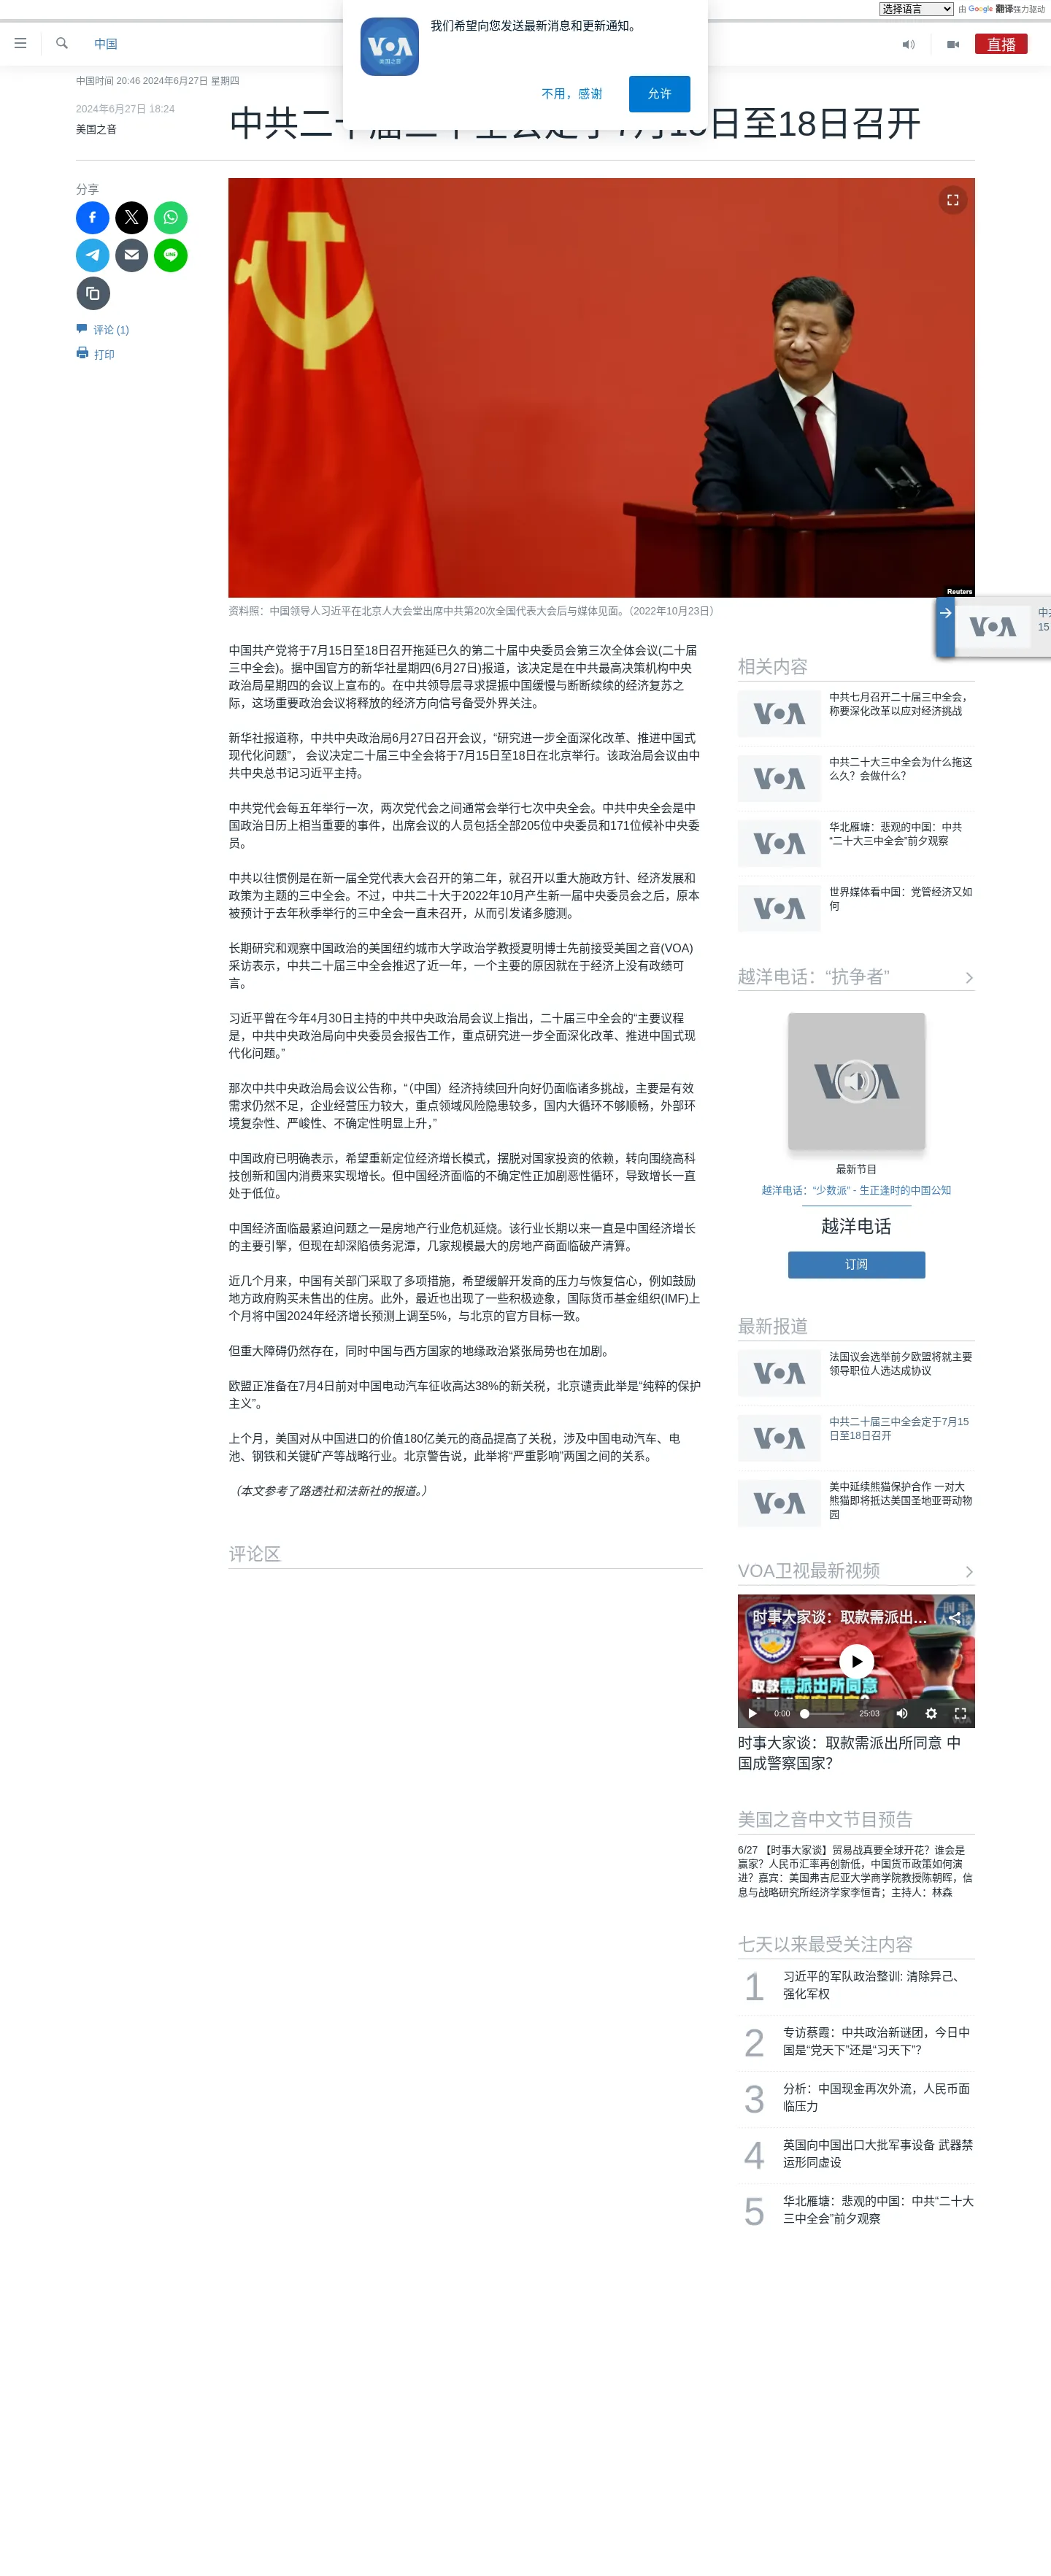 选择语言 由 Google 翻译强力驱动
我们希望向您发送最新消息和更新通知。
VOA
美国之音
不用，感谢
允许
中国
直播
中国时间 20:46 2024年6月27日 星期四
2024年6月27日 18:24
美国之音
中共二十届三中全会定于7月15日至18日召开
分享
评论 (1)
打印
Reuters
资料照：中国领导人习近平在北京人大会堂出席中共第20次全国代表大会后与媒体见面。（2022年10月23日）
VOA
中共
15
中国共产党将于7月15日至18日召开拖延已久的第二十届中央委员会第三次全体会议(二十届
三中全会)。据中国官方的新华社星期四(6月27日)报道，该决定是在中共最高决策机构中央
政治局星期四的会议上宣布的。在中共领导层寻求提振中国缓慢与断断续续的经济复苏之
际，这场重要政治会议将释放的经济方向信号备受外界关注。
新华社报道称，中共中央政治局6月27日召开会议，“研究进一步全面深化改革、推进中国式
现代化问题”， 会议决定二十届三中全会将于7月15日至18日在北京举行。该政治局会议由中
共中央总书记习近平主持。
中共党代会每五年举行一次，两次党代会之间通常会举行七次中央全会。中共中央全会是中
国政治日历上相当重要的事件，出席会议的人员包括全部205位中央委员和171位候补中央委
员。
中共以往惯例是在新一届全党代表大会召开的第二年，就召开以重大施政方针、经济发展和
政策为主题的三中全会。不过，中共二十大于2022年10月产生新一届中央委员会之后，原本
被预计于去年秋季举行的三中全会一直未召开，从而引发诸多臆测。
长期研究和观察中国政治的美国纽约城市大学政治学教授夏明博士先前接受美国之音(VOA)
采访表示，中共二十届三中全会推迟了近一年，一个主要的原因就在于经济上没有政绩可
言。
习近平曾在今年4月30日主持的中共中央政治局会议上指出，二十届三中全会的“主要议程
是，中共中央政治局向中央委员会报告工作，重点研究进一步全面深化改革、推进中国式现
代化问题。”
那次中共中央政治局会议公告称，“（中国）经济持续回升向好仍面临诸多挑战，主要是有效
需求仍然不足，企业经营压力较大，重点领域风险隐患较多，国内大循环不够顺畅，外部环
境复杂性、严峻性、不确定性明显上升，”
中国政府已明确表示，希望重新定位经济增长模式，摆脱对国家投资的依赖，转向围绕高科
技创新和国内消费来实现增长。但中国经济面临的不确定性正加剧恶性循环，导致增长一直
处于低位。
中国经济面临最紧迫问题之一是房地产行业危机延烧。该行业长期以来一直是中国经济增长
的主要引擎，但现在却深陷债务泥潭，几家规模最大的房地产商面临破产清算。
近几个月来，中国有关部门采取了多项措施，希望缓解开发商的压力与恢复信心，例如鼓励
地方政府购买未售出的住房。此外，最近也出现了一些积极迹象，国际货币基金组织(IMF)上
个月将中国2024年经济增长预测上调至5%，与北京的官方目标一致。
但重大障碍仍然存在，同时中国与西方国家的地缘政治紧张局势也在加剧。
欧盟正准备在7月4日前对中国电动汽车征收高达38%的新关税，北京谴责此举是“纯粹的保护
主义”。
上个月，美国对从中国进口的价值180亿美元的商品提高了关税，涉及中国电动汽车、电
池、钢铁和关键矿产等战略行业。北京警告说，此举将“严重影响”两国之间的关系。
（本文参考了路透社和法新社的报道。）
评论区
相关内容
VOA
中共七月召开二十届三中全会，
称要深化改革以应对经济挑战
VOA
中共二十大三中全会为什么拖这
么久？会做什么？
VOA
华北雁塘：悲观的中国：中共
“二十大三中全会”前夕观察
VOA
世界媒体看中国：党管经济又如
何
越洋电话：“抗争者”
VOA
最新节目
越洋电话：“少数派” - 生正逢时的中国公知
越洋电话
订阅
最新报道
VOA
法国议会选举前夕欧盟将就主要
领导职位人选达成协议
VOA
中共二十届三中全会定于7月15
日至18日召开
VOA
美中延续熊猫保护合作 一对大
熊猫即将抵达美国圣地亚哥动物
园
VOA卫视最新视频
时事大家谈：取款需派出...
取款需派出所同意
0:00
25:03
时事大家谈：取款需派出所同意 中
国成警察国家？
美国之音中文节目预告
6/27 【时事大家谈】贸易战真要全球开花？谁会是
赢家？人民币汇率再创新低，中国货币政策如何演
进？嘉宾：美国弗吉尼亚大学商学院教授陈朝晖，信
息与战略研究所经济学家李恒青；主持人：林森
七天以来最受关注内容
1
习近平的军队政治整训: 清除异己、
强化军权
2
专访蔡霞：中共政治新谜团，今日中
国是“党天下”还是“习天下”？
3
分析：中国现金再次外流，人民币面
临压力
4
英国向中国出口大批军事设备 武器禁
运形同虚设
5
华北雁塘：悲观的中国：中共“二十大
三中全会”前夕观察